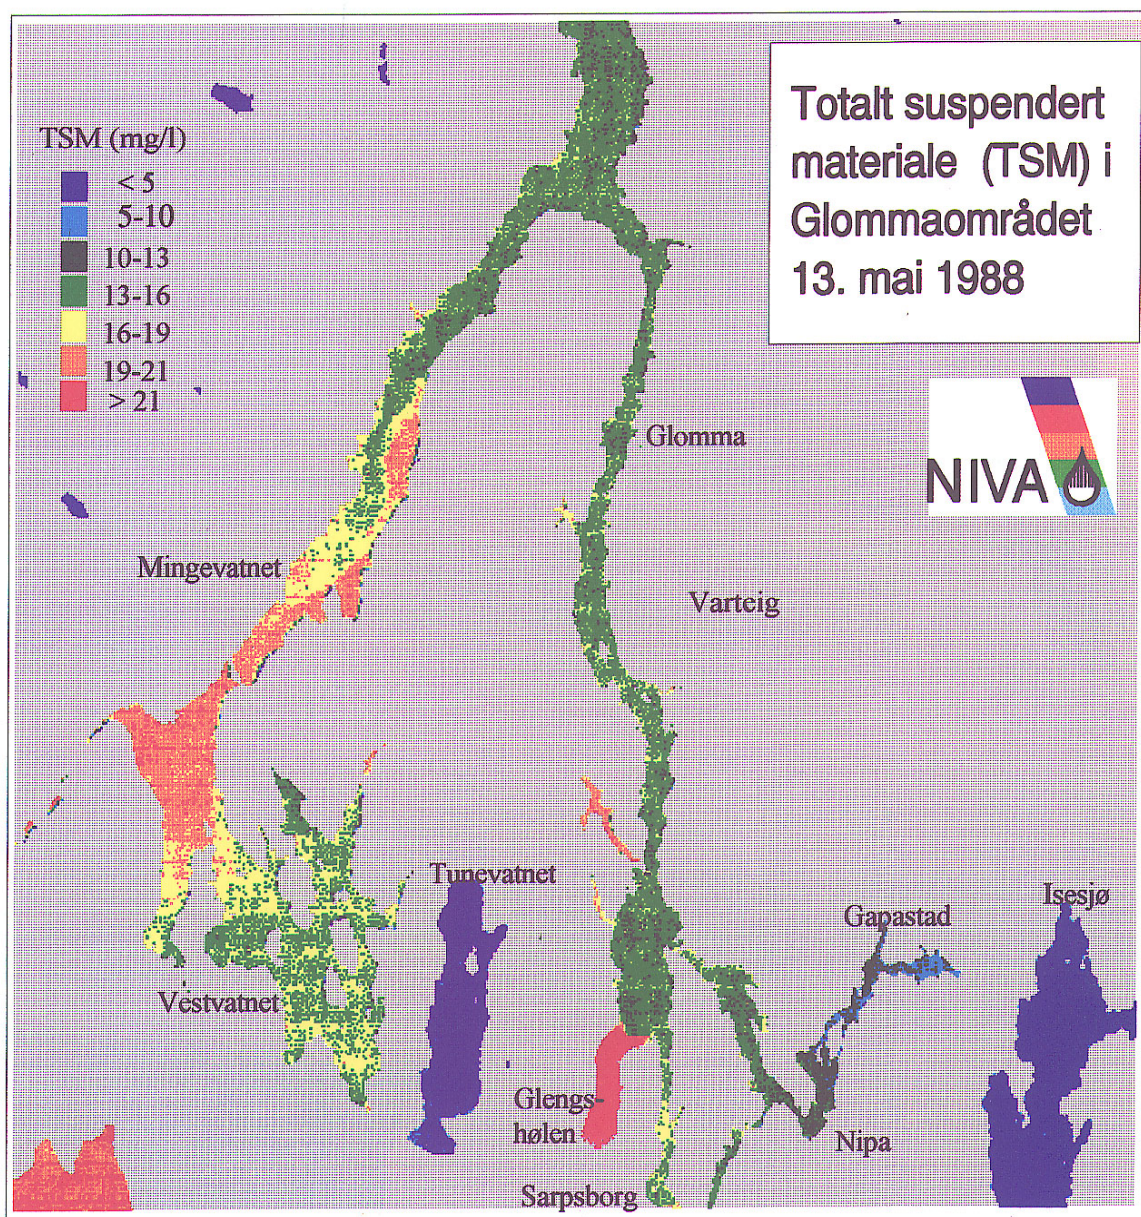 Totalt suspendert
materiale (TSM) i
Glommaområdet
13. mai 1988
TSM (mg/l)
< 5
5-10
10-13
13-16
16-19
19-21
> 21
NIVA
Glomma
Mingevatnet
Varteig
Tunevatnet
Gapastad
Isesjø
Vestvatnet
Glengs-
hølen
Nipa
Sarpsborg